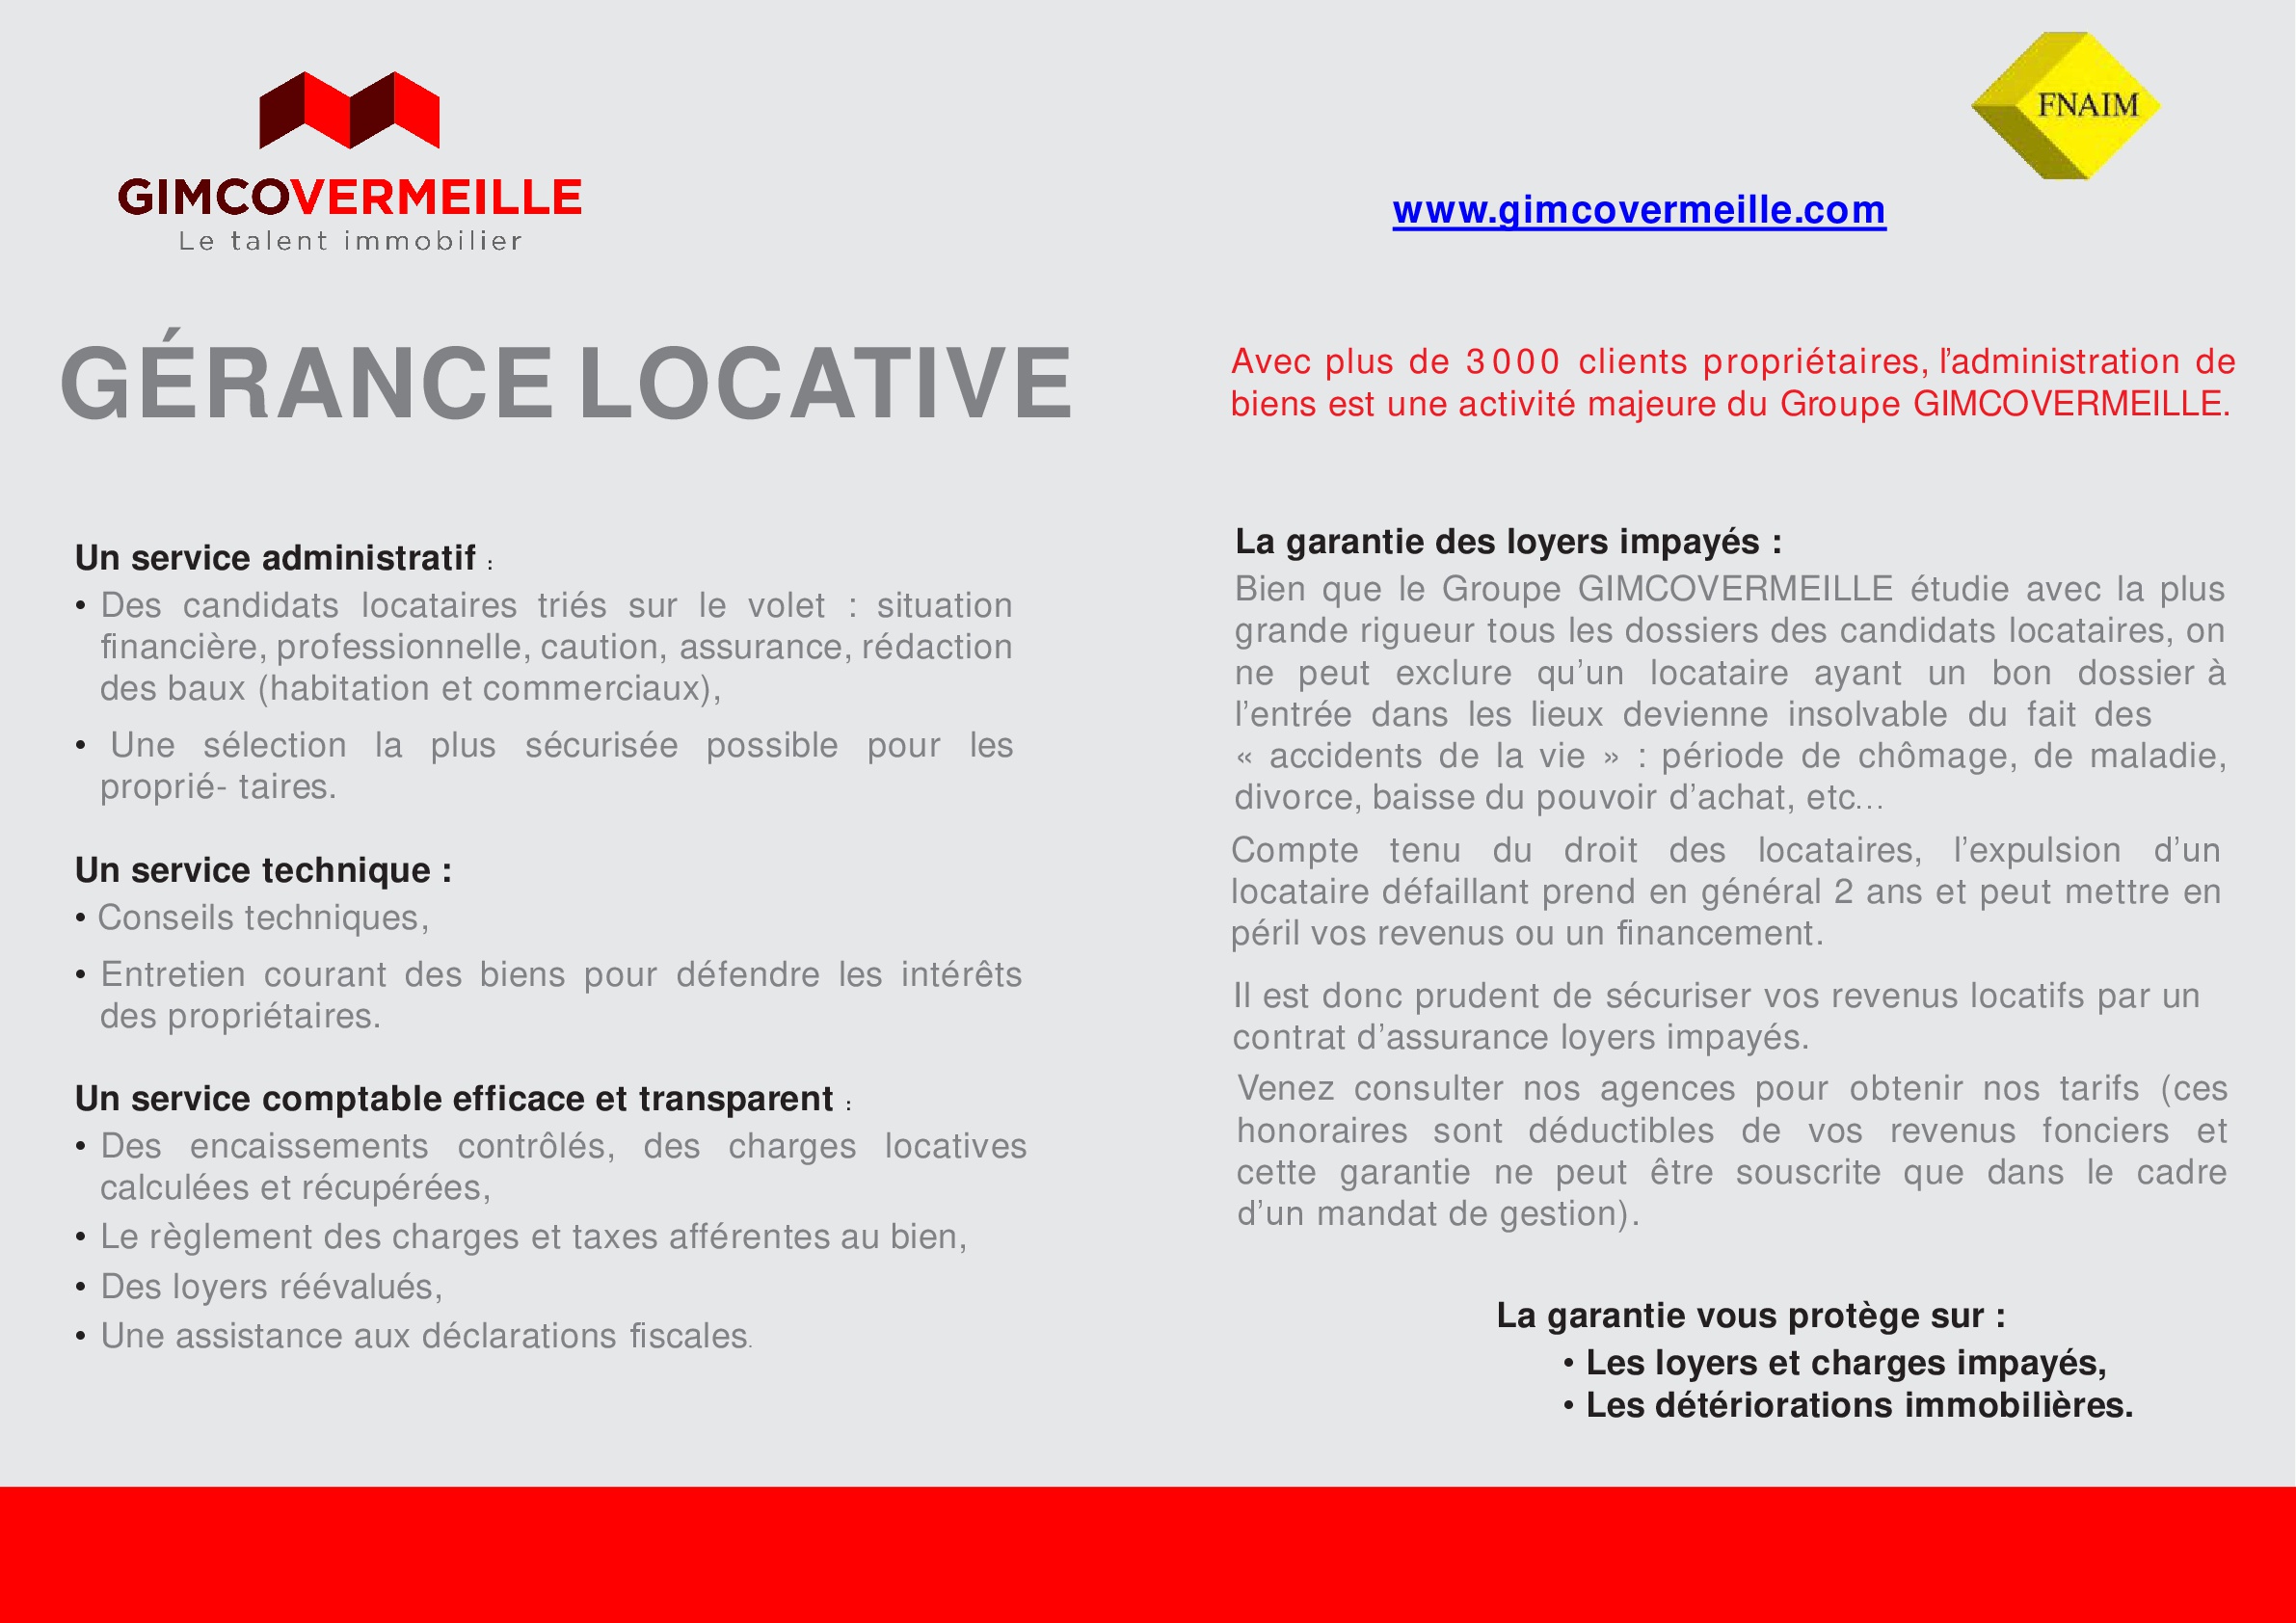 GIMCOVERMEILLE
Le talent immobilier
FNAIM
www.gimcovermeille.com
GÉRANCE LOCATIVE
Avec plus de 3000 clients propriétaires, l’administration de
biens est une activité majeure du Groupe GIMCOVERMEILLE.
Un service administratif :
• Des candidats locataires triés sur le volet : situation
financière, professionnelle, caution, assurance, rédaction
des baux (habitation et commerciaux),
• Une sélection la plus sécurisée possible pour les
proprié- taires.
Un service technique :
• Conseils techniques,
• Entretien courant des biens pour défendre les intérêts
des propriétaires.
Un service comptable efficace et transparent :
• Des encaissements contrôlés, des charges locatives
calculées et récupérées,
• Le règlement des charges et taxes afférentes au bien,
• Des loyers réévalués,
• Une assistance aux déclarations fiscales.
La garantie des loyers impayés :
Bien que le Groupe GIMCOVERMEILLE étudie avec la plus
grande rigueur tous les dossiers des candidats locataires, on
ne peut exclure qu’un locataire ayant un bon dossier à
l’entrée dans les lieux devienne insolvable du fait des
« accidents de la vie » : période de chômage, de maladie,
divorce, baisse du pouvoir d’achat, etc…
Compte tenu du droit des locataires, l’expulsion d’un
locataire défaillant prend en général 2 ans et peut mettre en
péril vos revenus ou un financement.
Il est donc prudent de sécuriser vos revenus locatifs par un
contrat d’assurance loyers impayés.
Venez consulter nos agences pour obtenir nos tarifs (ces
honoraires sont déductibles de vos revenus fonciers et
cette garantie ne peut être souscrite que dans le cadre
d’un mandat de gestion).
La garantie vous protège sur :
• Les loyers et charges impayés,
• Les détériorations immobilières.